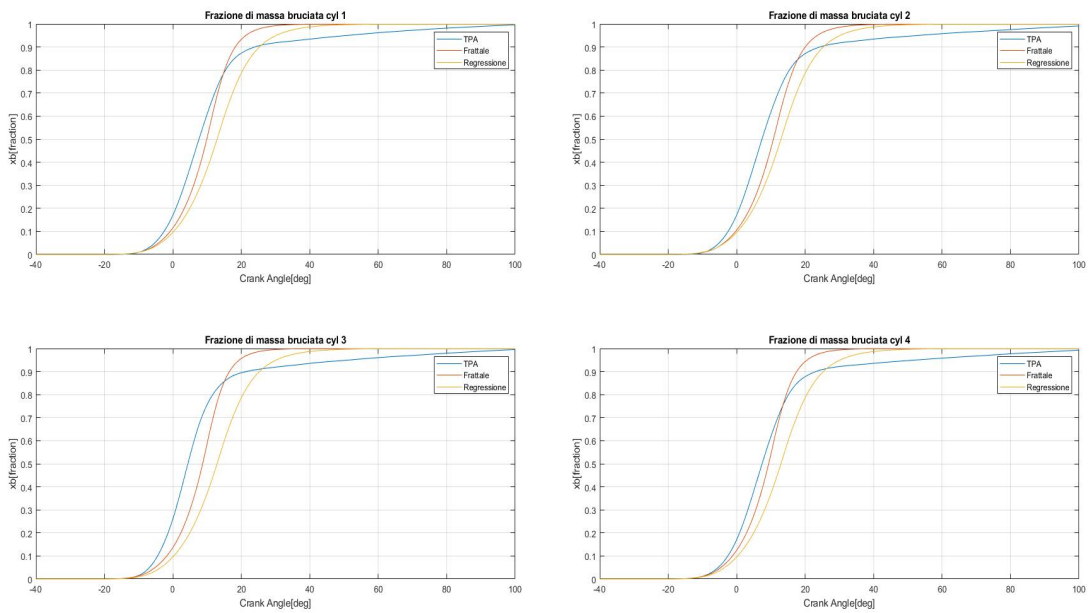 Frazione di massa bruciata cyl 1
1
0.9
0.8
0.7
0.6
0.5
0.4
0.3
0.2
0.1
0
xb[fraction]
-40 -20 0 20 40 60 80 100
Crank Angle[deg]
TPA
Frattale
Regressione
Frazione di massa bruciata cyl 2
1
0.9
0.8
0.7
0.6
0.5
0.4
0.3
0.2
0.1
0
xb[fraction]
-40 -20 0 20 40 60 80 100
Crank Angle[deg]
TPA
Frattale
Regressione
Frazione di massa bruciata cyl 3
1
0.9
0.8
0.7
0.6
0.5
0.4
0.3
0.2
0.1
0
xb[fraction]
-40 -20 0 20 40 60 80 100
Crank Angle[deg]
TPA
Frattale
Regressione
Frazione di massa bruciata cyl 4
1
0.9
0.8
0.7
0.6
0.5
0.4
0.3
0.2
0.1
0
xb[fraction]
-40 -20 0 20 40 60 80 100
Crank Angle[deg]
TPA
Frattale
Regressione